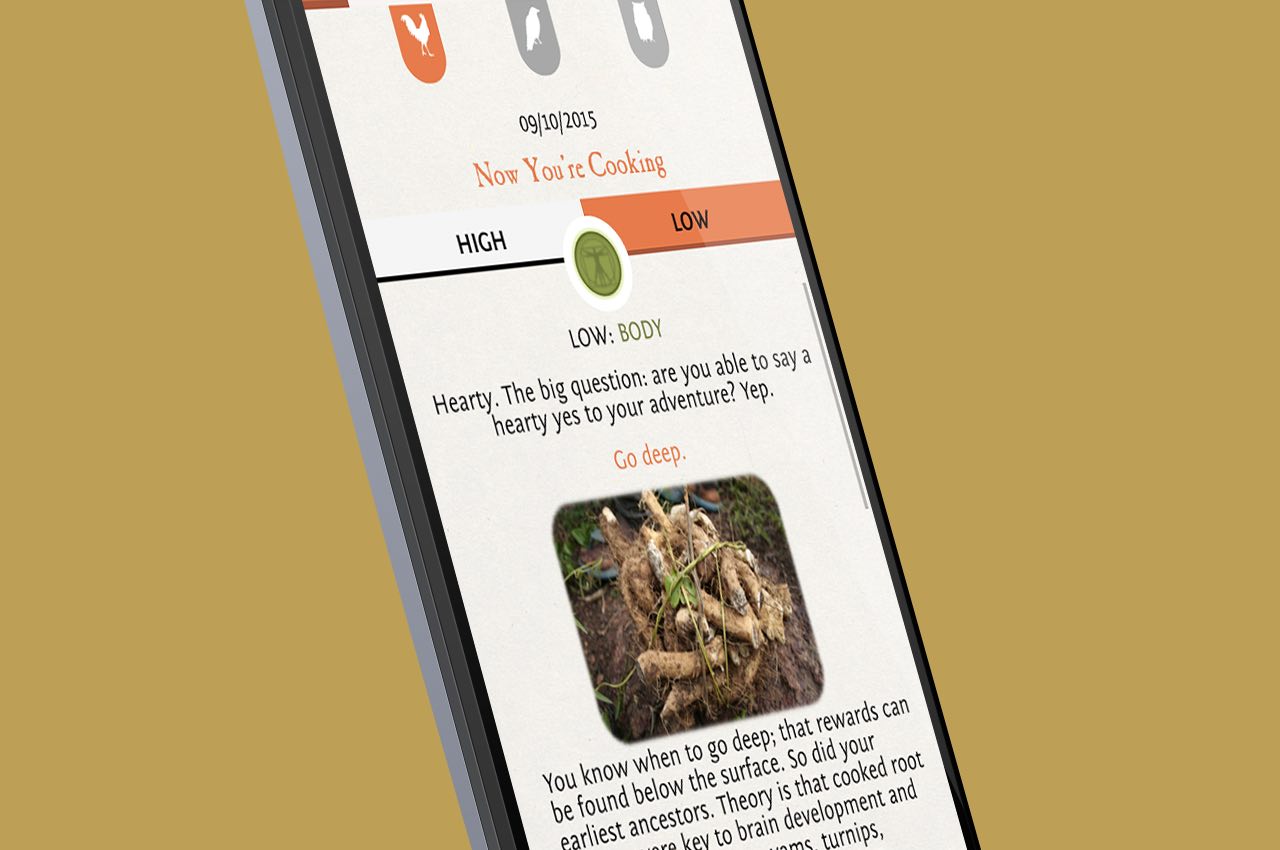 09/10/2015
Now You're Cooking
HIGH
LOW
LOW: BODY
Hearty. The big question: are you able to say a
hearty yes to your adventure? Yep.
Go deep.
You know when to go deep; that rewards can
be found below the surface. So did your
earliest ancestors. Theory is that cooked root
key to brain development and
turnips,